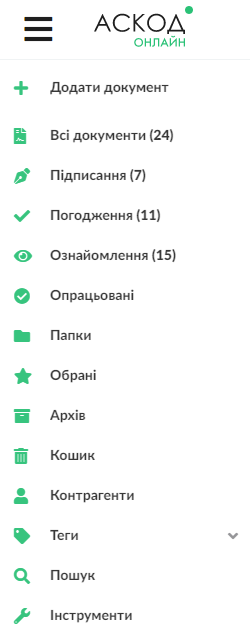 АСКОД
ОНЛАЙН
Додати документ
Всі документи (24)
Підписання (7)
Погодження (11)
Ознайомлення (15)
Опрацьовані
Папки
Обрані
Архів
Кошик
Контрагенти
Теги
Пошук
Інструменти